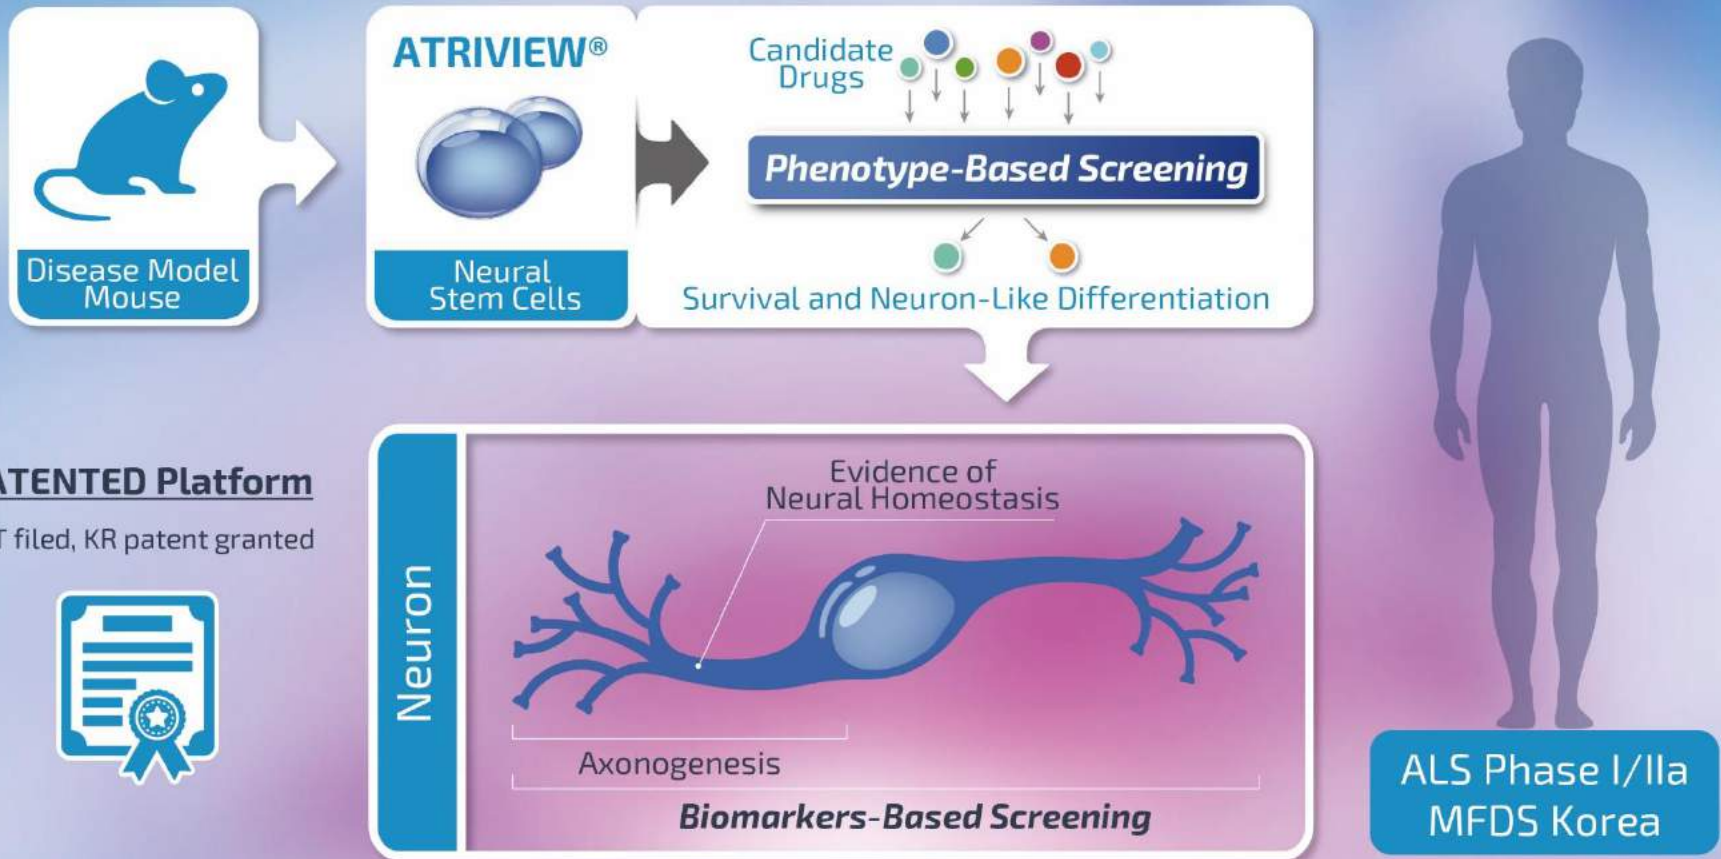 ATRIVIEW®
Disease Model
Mouse
Neural
Stem Cells
Candidate
Drugs
Phenotype-Based Screening
Survival and Neuron-Like Differentiation
Platform
filed, KR patent granted
Neuron
Evidence of
Neural Homeostasis
Axonogenesis
Biomarkers-Based Screening
ALS Phase I/IIa
MFDS Korea